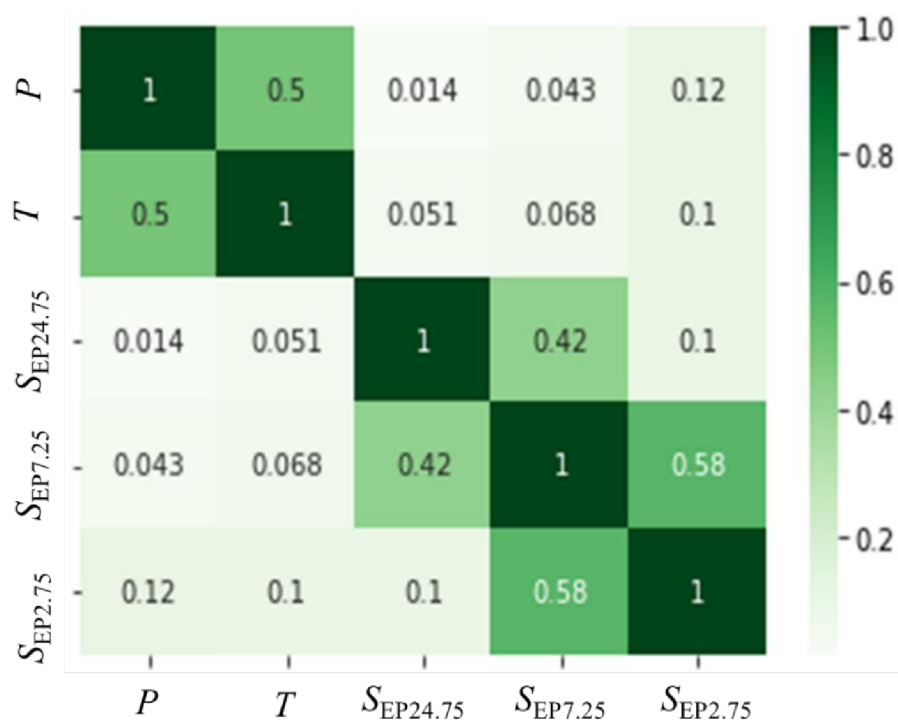 P 1 0.5 0.014 0.043 0.12
T 0.5 1 0.051 0.068 0.1
SEP24.75 0.014 0.051 1 0.42 0.1
SEP7.25 0.043 0.068 0.42 1 0.58
SEP2.75 0.12 0.1 0.1 0.58 1
P T SEP24.75 SEP7.25 SEP2.75
1.0
0.8
0.6
0.4
0.2